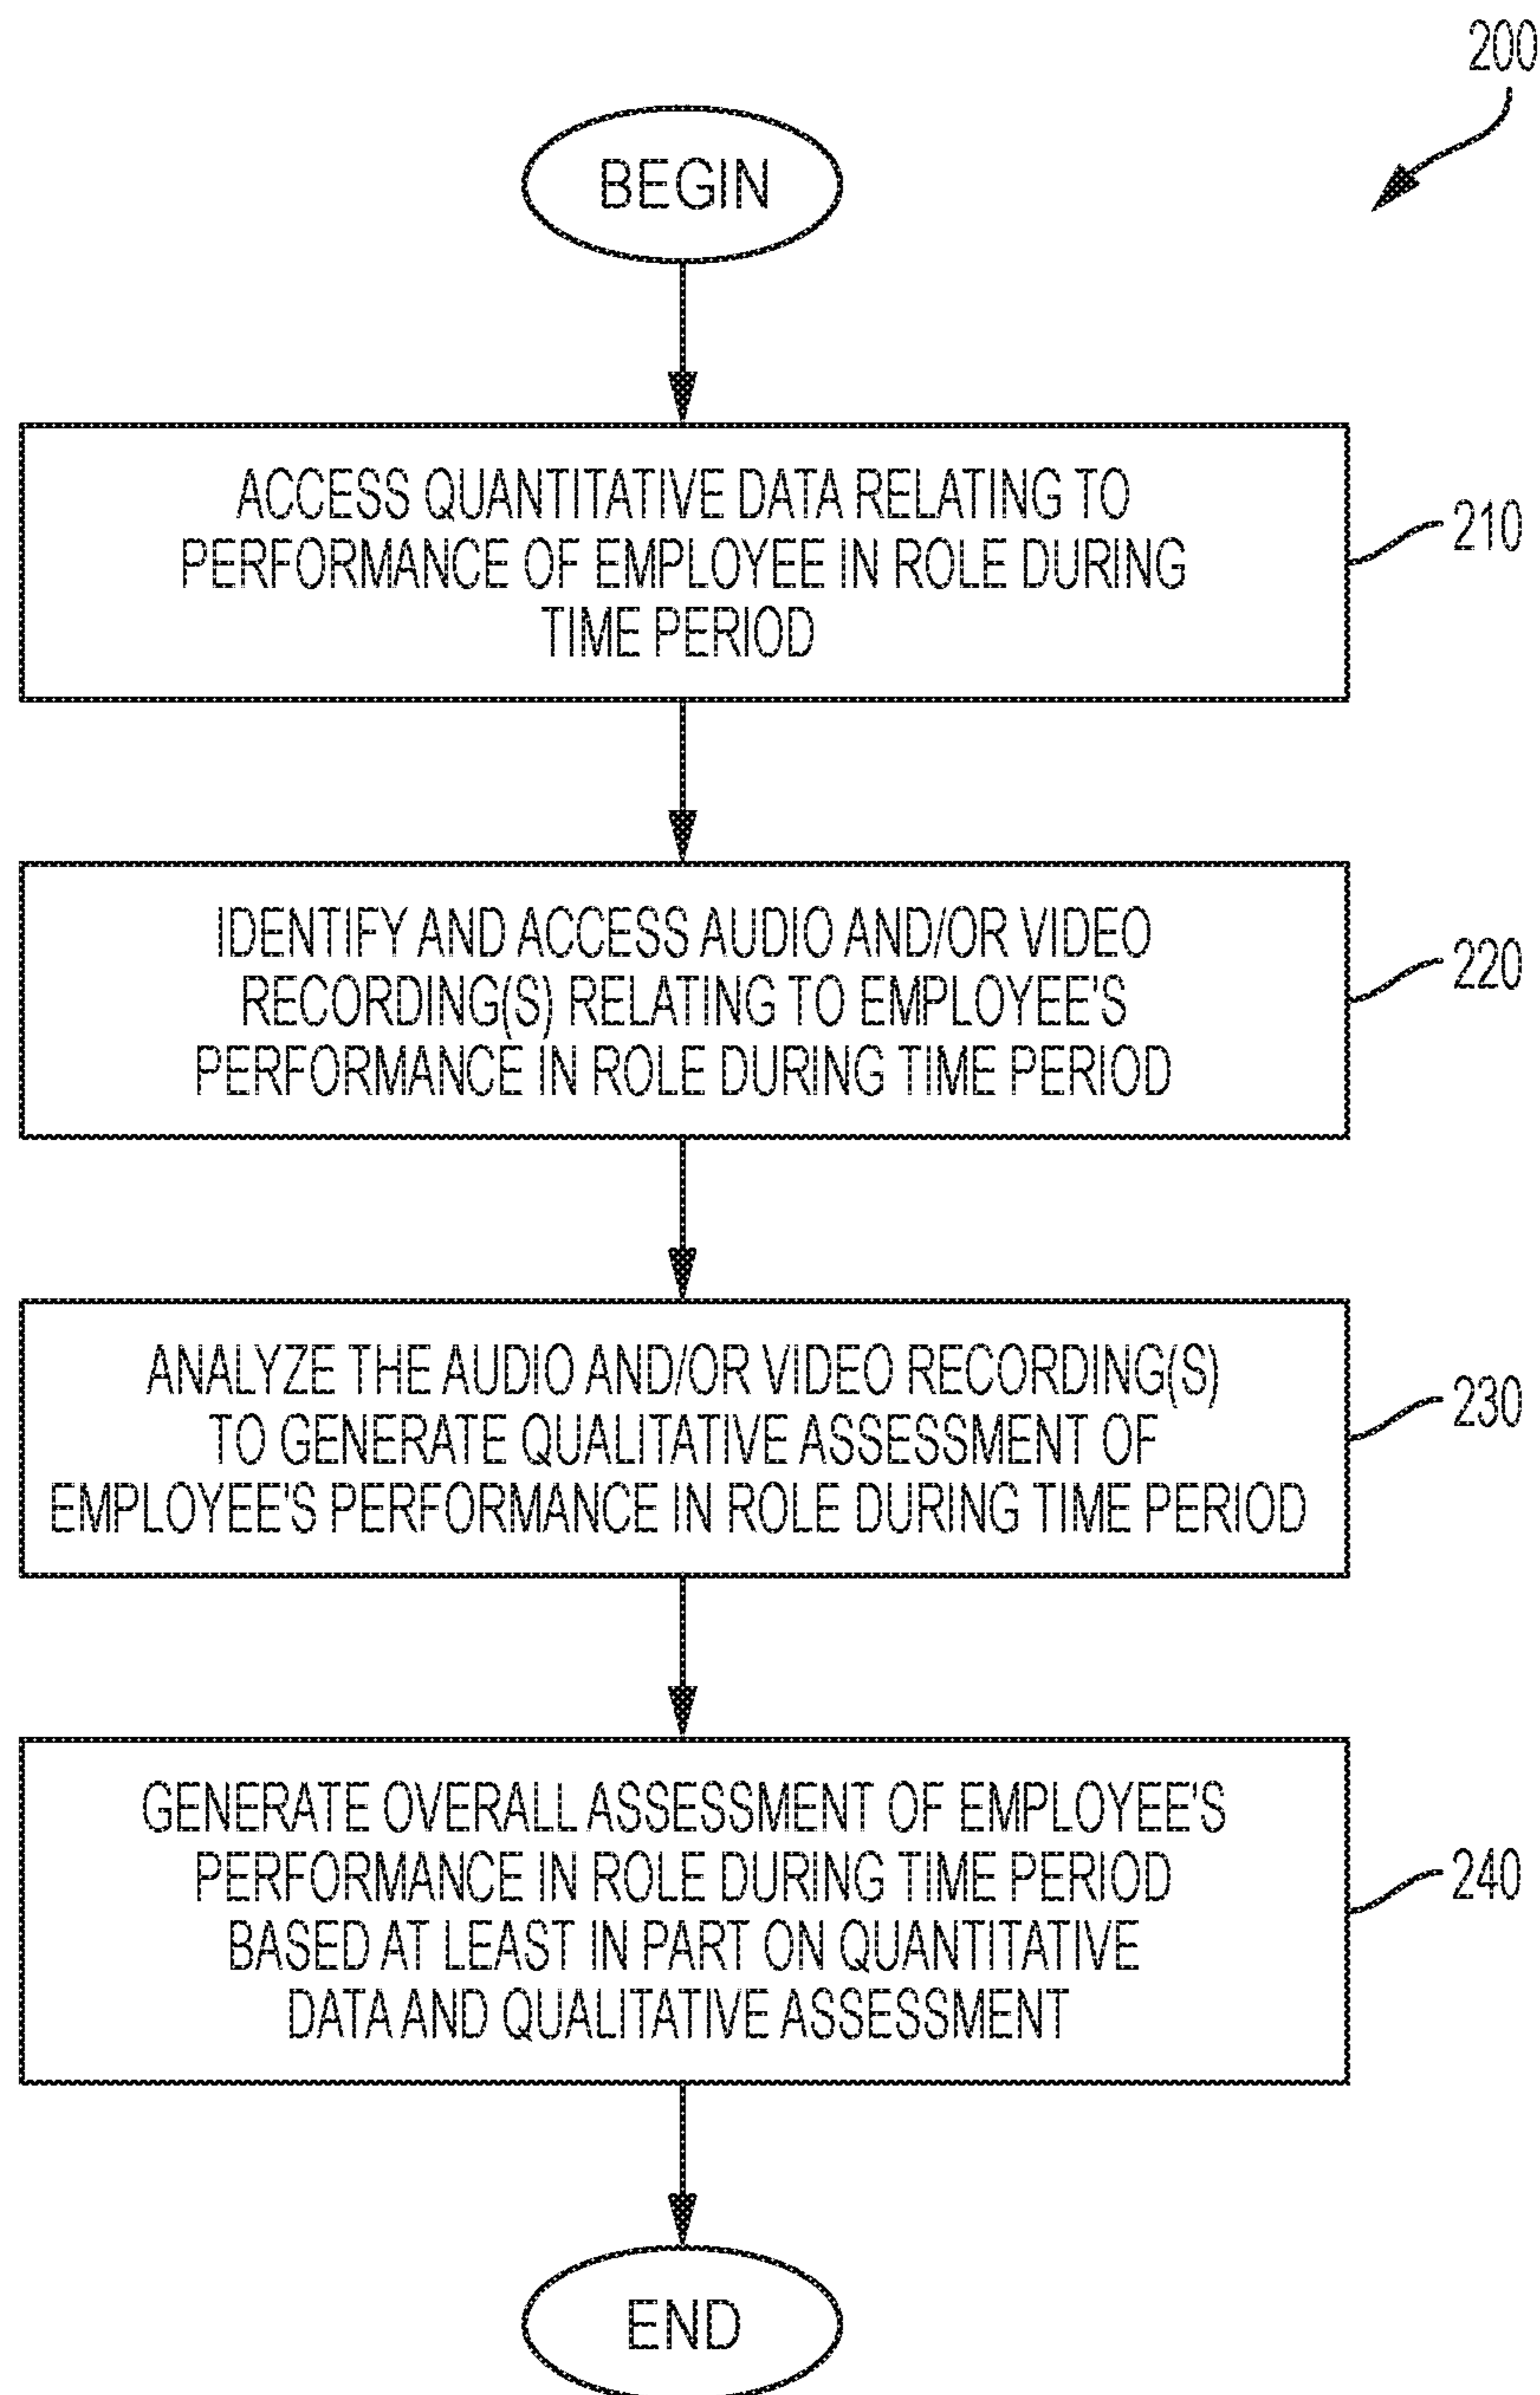 200
BEGIN
ACCESS QUANTITATIVE DATA RELATING TO
PERFORMANCE OF EMPLOYEE IN ROLE DURING
TIME PERIOD
210
IDENTIFY AND ACCESS AUDIO AND/OR VIDEO
RECORDING(S) RELATING TO EMPLOYEE'S
PERFORMANCE IN ROLE DURING TIME PERIOD
220
ANALYZE THE AUDIO AND/OR VIDEO RECORDING(S)
TO GENERATE QUALITATIVE ASSESSMENT OF
EMPLOYEE'S PERFORMANCE IN ROLE DURING TIME PERIOD
230
GENERATE OVERALL ASSESSMENT OF EMPLOYEE'S
PERFORMANCE IN ROLE DURING TIME PERIOD
BASED AT LEAST IN PART ON QUANTITATIVE
DATA AND QUALITATIVE ASSESSMENT
240
END